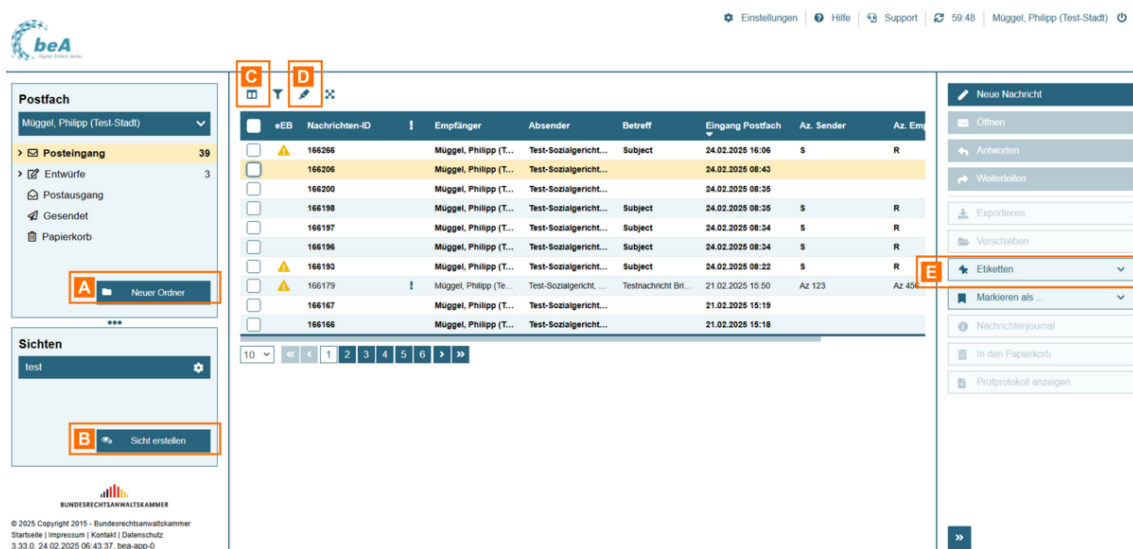 Einstellungen Hilfe Support 59:48 Müggel, Philipp (Test-Stadt)
beA
Digital. Einfach. Sicher.
Postfach
Müggel, Philipp (Test-Stadt)
Posteingang 39
Entwürfe 3
Postausgang
Gesendet
Papierkorb
A Neuer Ordner
Sichten
test
B Sicht erstellen
BUNDESRECHTSANWALTSKAMMER
© 2025 Copyright 2015 - Bundesrechtsanwaltskammer
Startseite | Impressum | Kontakt | Datenschutz
3.33.0, 24.02.2025 06:43:37, bea-app-0
C D
eEB Nachrichten-ID ! Empfänger Absender Betreff Eingang Postfach Az. Sender Az. Emp
166266 Müggel, Philipp (T... Test-Sozialgericht... Subject 24.02.2025 16:06 S R
166206 Müggel, Philipp (T... Test-Sozialgericht... 24.02.2025 08:43
166200 Müggel, Philipp (T... Test-Sozialgericht... 24.02.2025 08:35
166198 Müggel, Philipp (T... Test-Sozialgericht... Subject 24.02.2025 08:35 S R
166197 Müggel, Philipp (T... Test-Sozialgericht... Subject 24.02.2025 08:34 S R
166196 Müggel, Philipp (T... Test-Sozialgericht... Subject 24.02.2025 08:34 S R
166193 Müggel, Philipp (T... Test-Sozialgericht... Subject 24.02.2025 08:22 S R
166179 ! Müggel, Philipp (Te... Test-Sozialgericht, ... Testnachricht Bri... 21.02.2025 15:50 Az 123 Az 456
166167 Müggel, Philipp (T... Test-Sozialgericht... 21.02.2025 15:19
166166 Müggel, Philipp (T... Test-Sozialgericht... 21.02.2025 15:18
10 « ‹ 1 2 3 4 5 6 › »
Neue Nachricht
Öffnen
Antworten
Weiterleiten
Exportieren
Verschieben
E Etiketten
Markieren als ...
Nachrichtenjournal
In den Papierkorb
Prüfprotokoll anzeigen
»